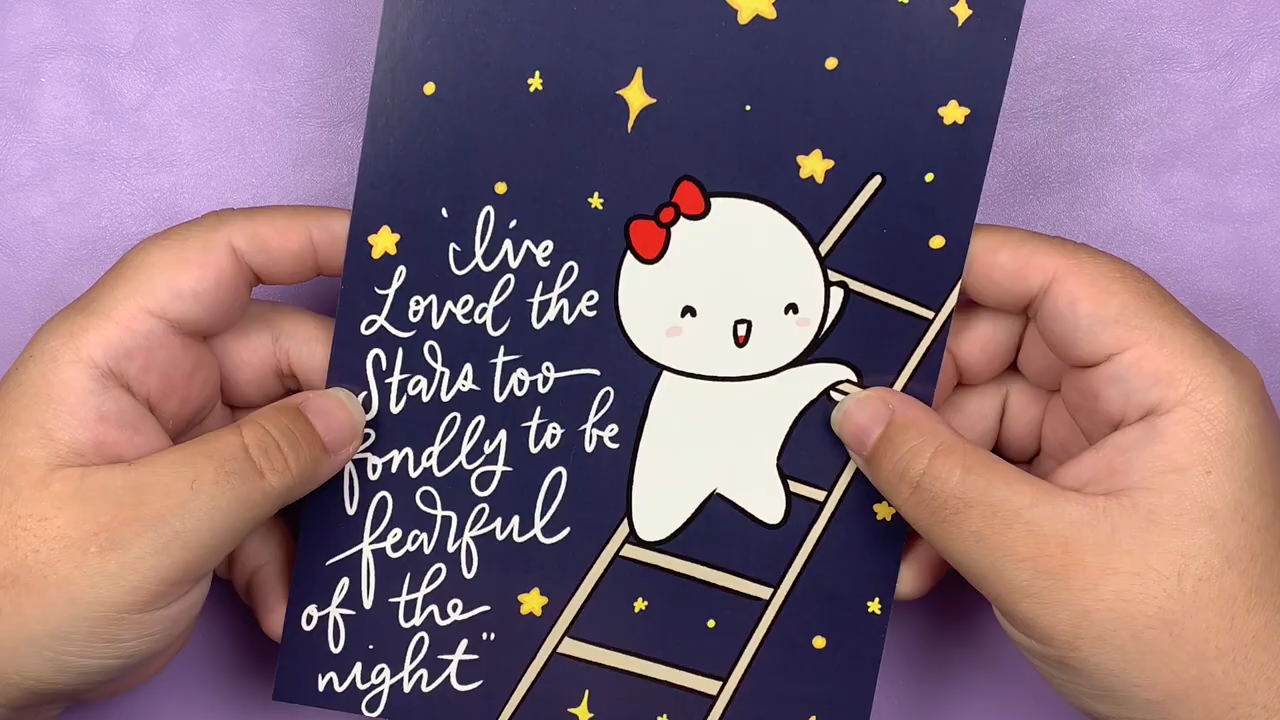 'I've
Loved the
Stars too
fondly to be
fearful
of the
night"